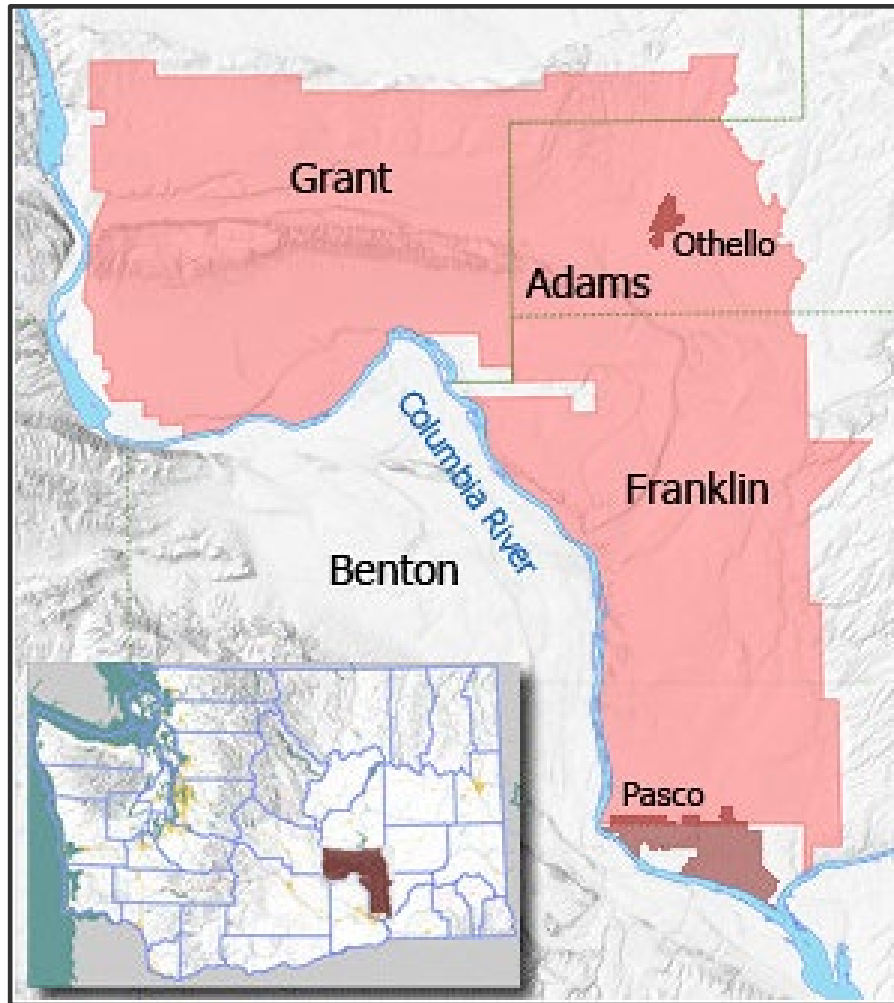 Grant
Othello
Adams
Columbia River
Franklin
Benton
Pasco